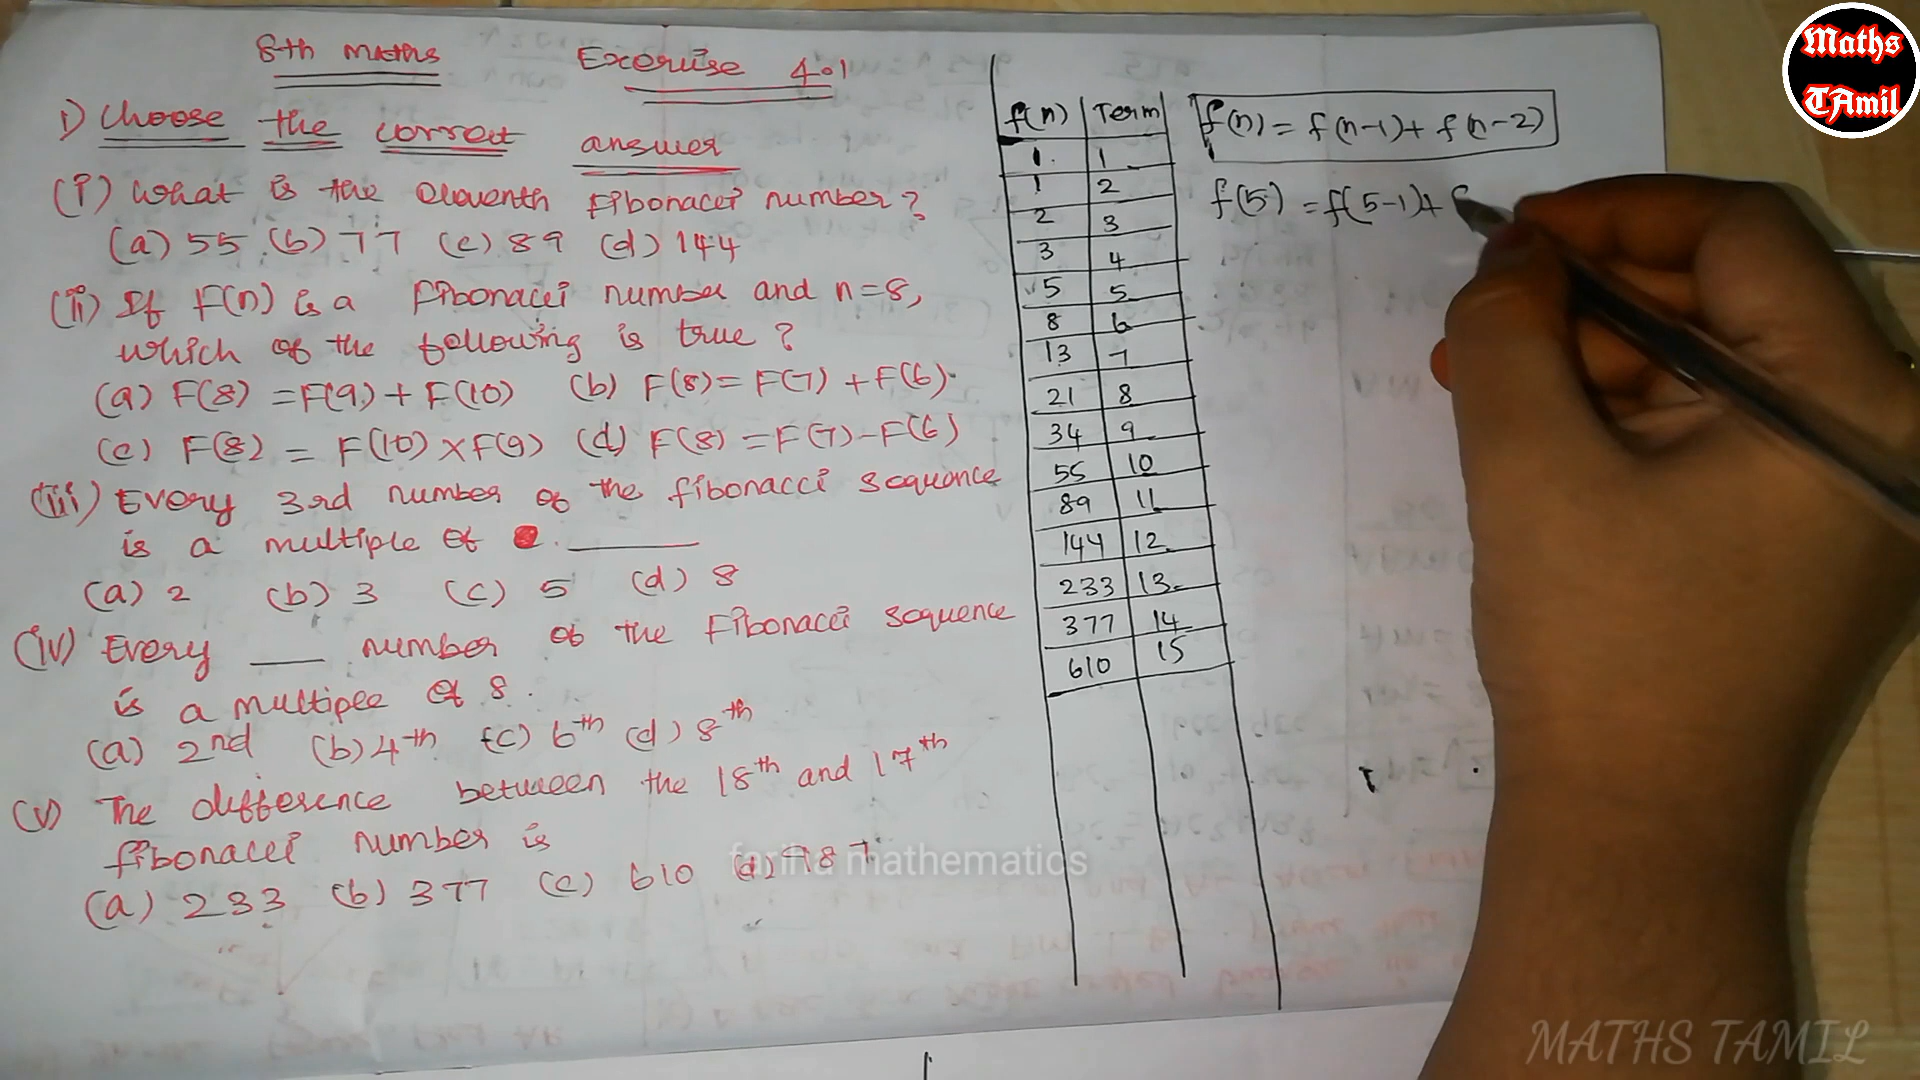 8th maths Exercise 4.1
1) Choose the correct answer
(i) What is the eleventh Fibonacci number?
(a) 55 (b) 77 (c) 89 (d) 144
(ii) If F(n) is a Fibonacci number and n=8,
which of the following is true?
(a) F(8) = F(9) + F(10) (b) F(8) = F(7) + F(6)
(c) F(8) = F(10) × F(9) (d) F(8) = F(7) - F(6)
(iii) Every 3rd number of the fibonacci sequence
is a multiple of ______
(a) 2 (b) 3 (c) 5 (d) 8
(iv) Every ___ number of the Fibonacci sequence
is a multiple of 8.
(a) 2nd (b) 4th (c) 6th (d) 8th
(v) The difference between the 18th and 17th
fibonacci number is
(a) 233 (b) 377 (c) 610 (d) 987
f(n) Term
1 1
1 2
2 3
3 4
5 5
8 6
13 7
21 8
34 9
55 10
89 11
144 12
233 13
377 14
610 15
f(n) = f(n-1) + f(n-2)
f(5) = f(5-1) + f
Maths
TAmil
mathematics
MATHS TAMIL